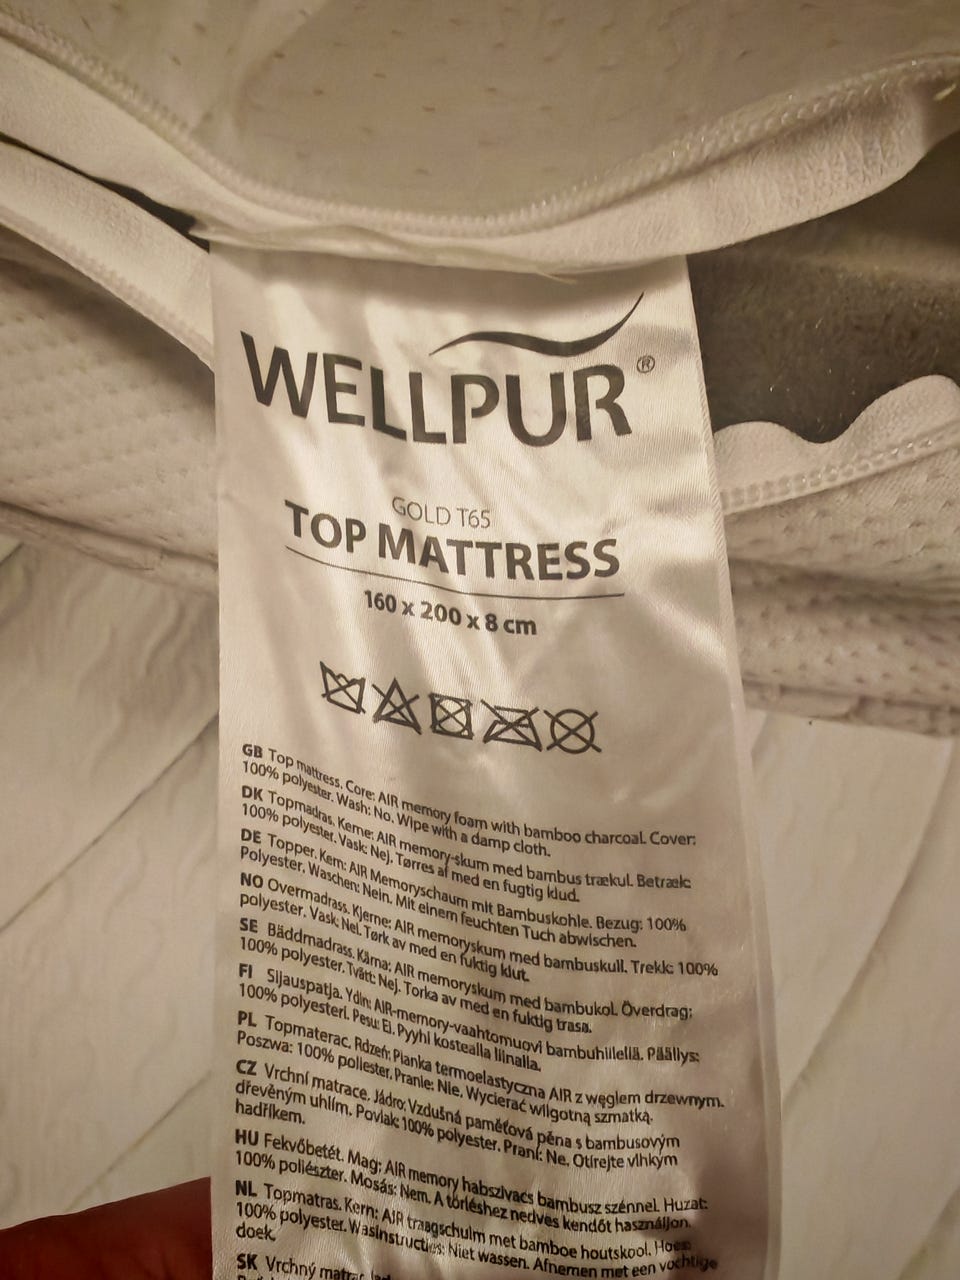 WELLPUR®
GOLD T65
TOP MATTRESS
160 x 200 x 8 cm
GB Top mattress. Core: AIR memory foam with bamboo charcoal. Cover:
100% polyester. Wash: No. Wipe with a damp cloth.
DK Topmadras. Kerne: AIR memory-skum med bambus trækul. Betræk:
100% polyester. Vask: Nej. Tørres af med en fugtig klud.
DE Topper. Kern: AIR Memoryschaum mit Bambuskohle. Bezug: 100%
Polyester. Waschen: Nein. Mit einem feuchten Tuch abwischen.
NO Overmadrass. Kjerne: AIR memoryskum med bambuskull. Trekk: 100%
polyester. Vask: Nei. Tørk av med en fuktig klut.
SE Bäddmadrass. Kärna: AIR memoryskum med bambukol. Överdrag:
100% polyester. Tvätt: Nej. Torka av med en fuktig trasa.
FI Sijauspatja. Ydin: AIR-memory-vaahtomuovi bambuhiilellä. Päällys:
100% polyesteri. Pesu: Ei. Pyyhi kostealla liinalla.
PL Topmaterac. Rdzeń: Pianka termoelastyczna AIR z węglem drzewnym.
Poszwa: 100% poliester. Pranie: Nie. Wycierać wilgotną szmatką.
CZ Vrchní matrace. Jádro: Vzdušná paměťová pěna s bambusovým
dřevěným uhlím. Povlak: 100% polyester. Praní: Ne. Otírejte vlhkým
hadříkem.
HU Fekvőbetét. Mag: AIR memory habszivacs bambusz szénnel. Huzat:
100% poliészter. Mosás: Nem. A törléshez nedves kendőt használjon.
NL Topmatras. Kern: AIR traagschuim met bamboe houtskool. Hoes:
100% polyester. Wasinstructies: Niet wassen. Afnemen met een vochtige
doek.
SK Vrchný